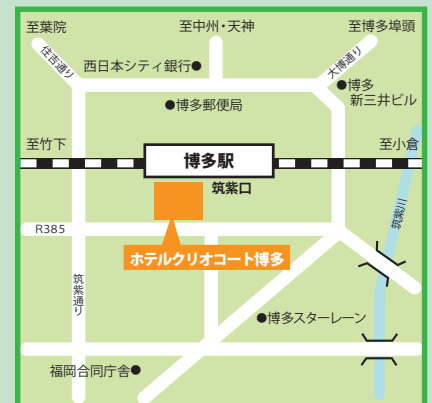 至薬院
至中州・天神
至博多埠頭
住吉通り
西日本シティ銀行●
大博通り
●博多
新三井ビル
●博多郵便局
至竹下
博多駅
至小倉
筑紫口
筑紫川
R385
ホテルクリオコート博多
筑紫通り
●博多スターレーン
福岡合同庁舎●